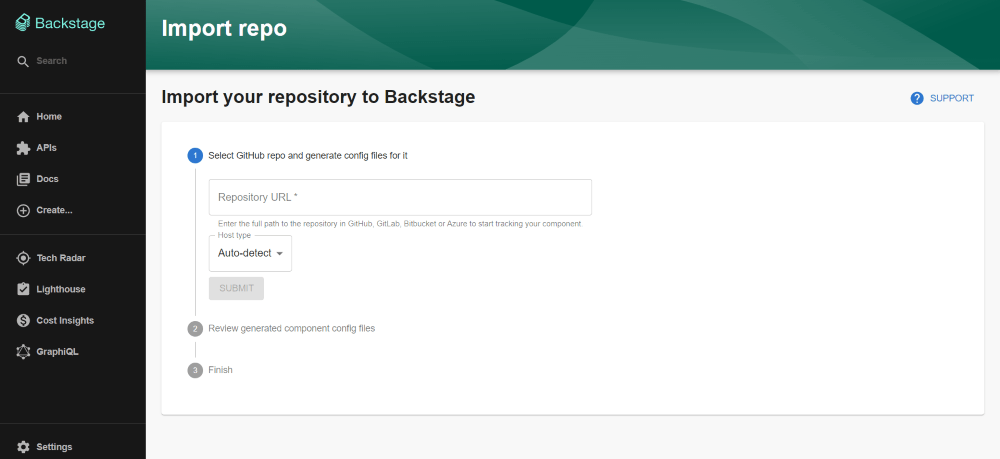 Backstage
Search
Home
APIs
Docs
Create...
Tech Radar
Lighthouse
Cost Insights
GraphiQL
Settings
Import repo
Import your repository to Backstage
SUPPORT
1 Select GitHub repo and generate config files for it
Repository URL *
Enter the full path to the repository in GitHub, GitLab, Bitbucket or Azure to start tracking your component
Host type
Auto-detect
SUBMIT
2 Review generated component config files
3 Finish